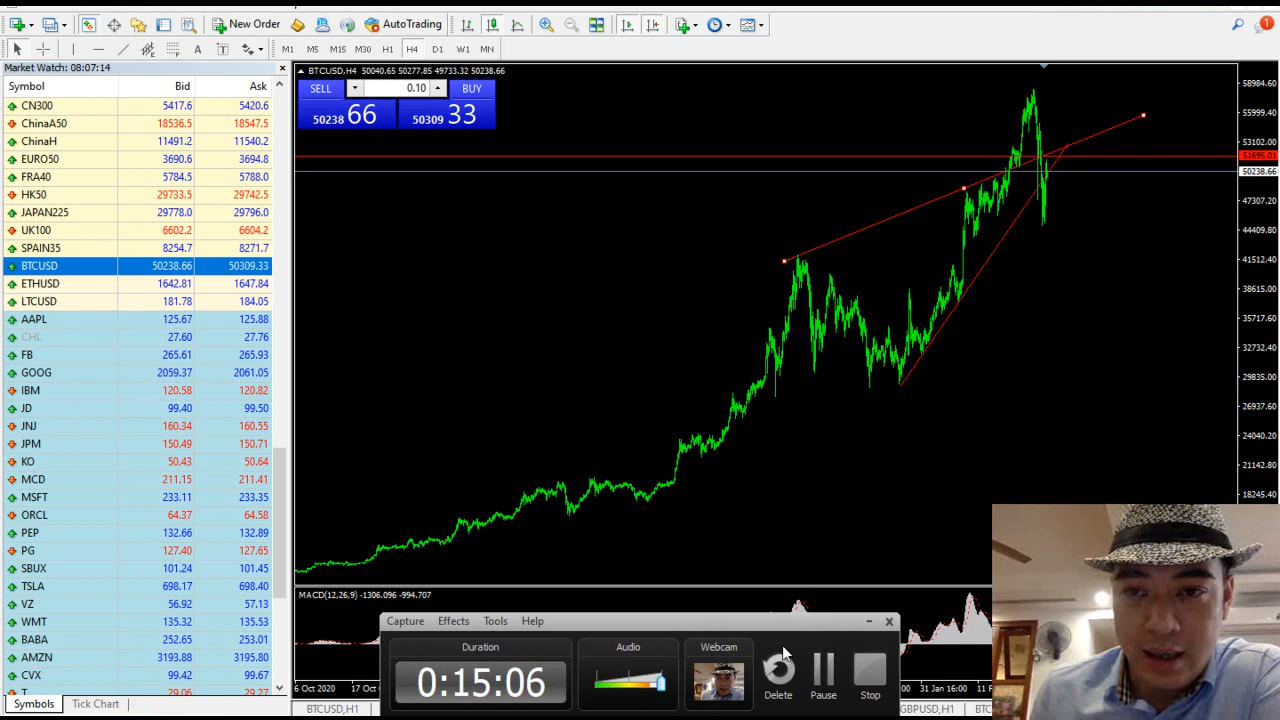 New Order
AutoTrading
1
A
T
M1 M5 M15 M30 H1 H4 D1 W1 MN
Market Watch: 08:07:14
Symbol Bid Ask
CN300 5417.6 5420.6
ChinaA50 18536.5 18547.5
ChinaH 11491.2 11540.2
EURO50 3690.6 3694.8
FRA40 5784.5 5788.0
HK50 29733.5 29742.5
JAPAN225 29778.0 29796.0
UK100 6602.2 6604.2
SPAIN35 8254.7 8271.7
BTCUSD 50238.66 50309.33
ETHUSD 1642.81 1647.84
LTCUSD 181.78 184.05
AAPL 125.67 125.88
CHL 27.60 27.76
FB 265.61 265.93
GOOG 2059.37 2061.05
IBM 120.58 120.82
JD 99.40 99.50
JNJ 160.34 160.55
JPM 150.49 150.71
KO 50.43 50.64
MCD 211.15 211.41
MSFT 233.11 233.35
ORCL 64.37 64.58
PEP 132.66 132.89
PG 127.40 127.65
SBUX 101.24 101.45
TSLA 698.17 698.40
VZ 56.92 57.13
WMT 135.32 135.53
BABA 252.65 253.01
AMZN 3193.88 3195.80
CVX 99.42 99.67
T 29.06 29.27
Symbols Tick Chart
BTCUSD,H4 50040.65 50277.85 49733.32 50238.66
SELL 0.10 BUY
50238 66 50309 33
58984.60
55999.40
53102.00
51695.01
50238.66
47307.20
44409.80
41512.40
38615.00
35717.60
32732.40
29835.00
26937.60
24040.20
21142.80
18245.40
MACD(12,26,9) -1306.096 -994.707
Capture Effects Tools Help
Duration Audio Webcam
0:15:06
Delete Pause Stop
6 Oct 2020 17 Oc :00 31 Jan 16:00 11 F
BTCUSD,H1 GBPUSD,H1 BTC